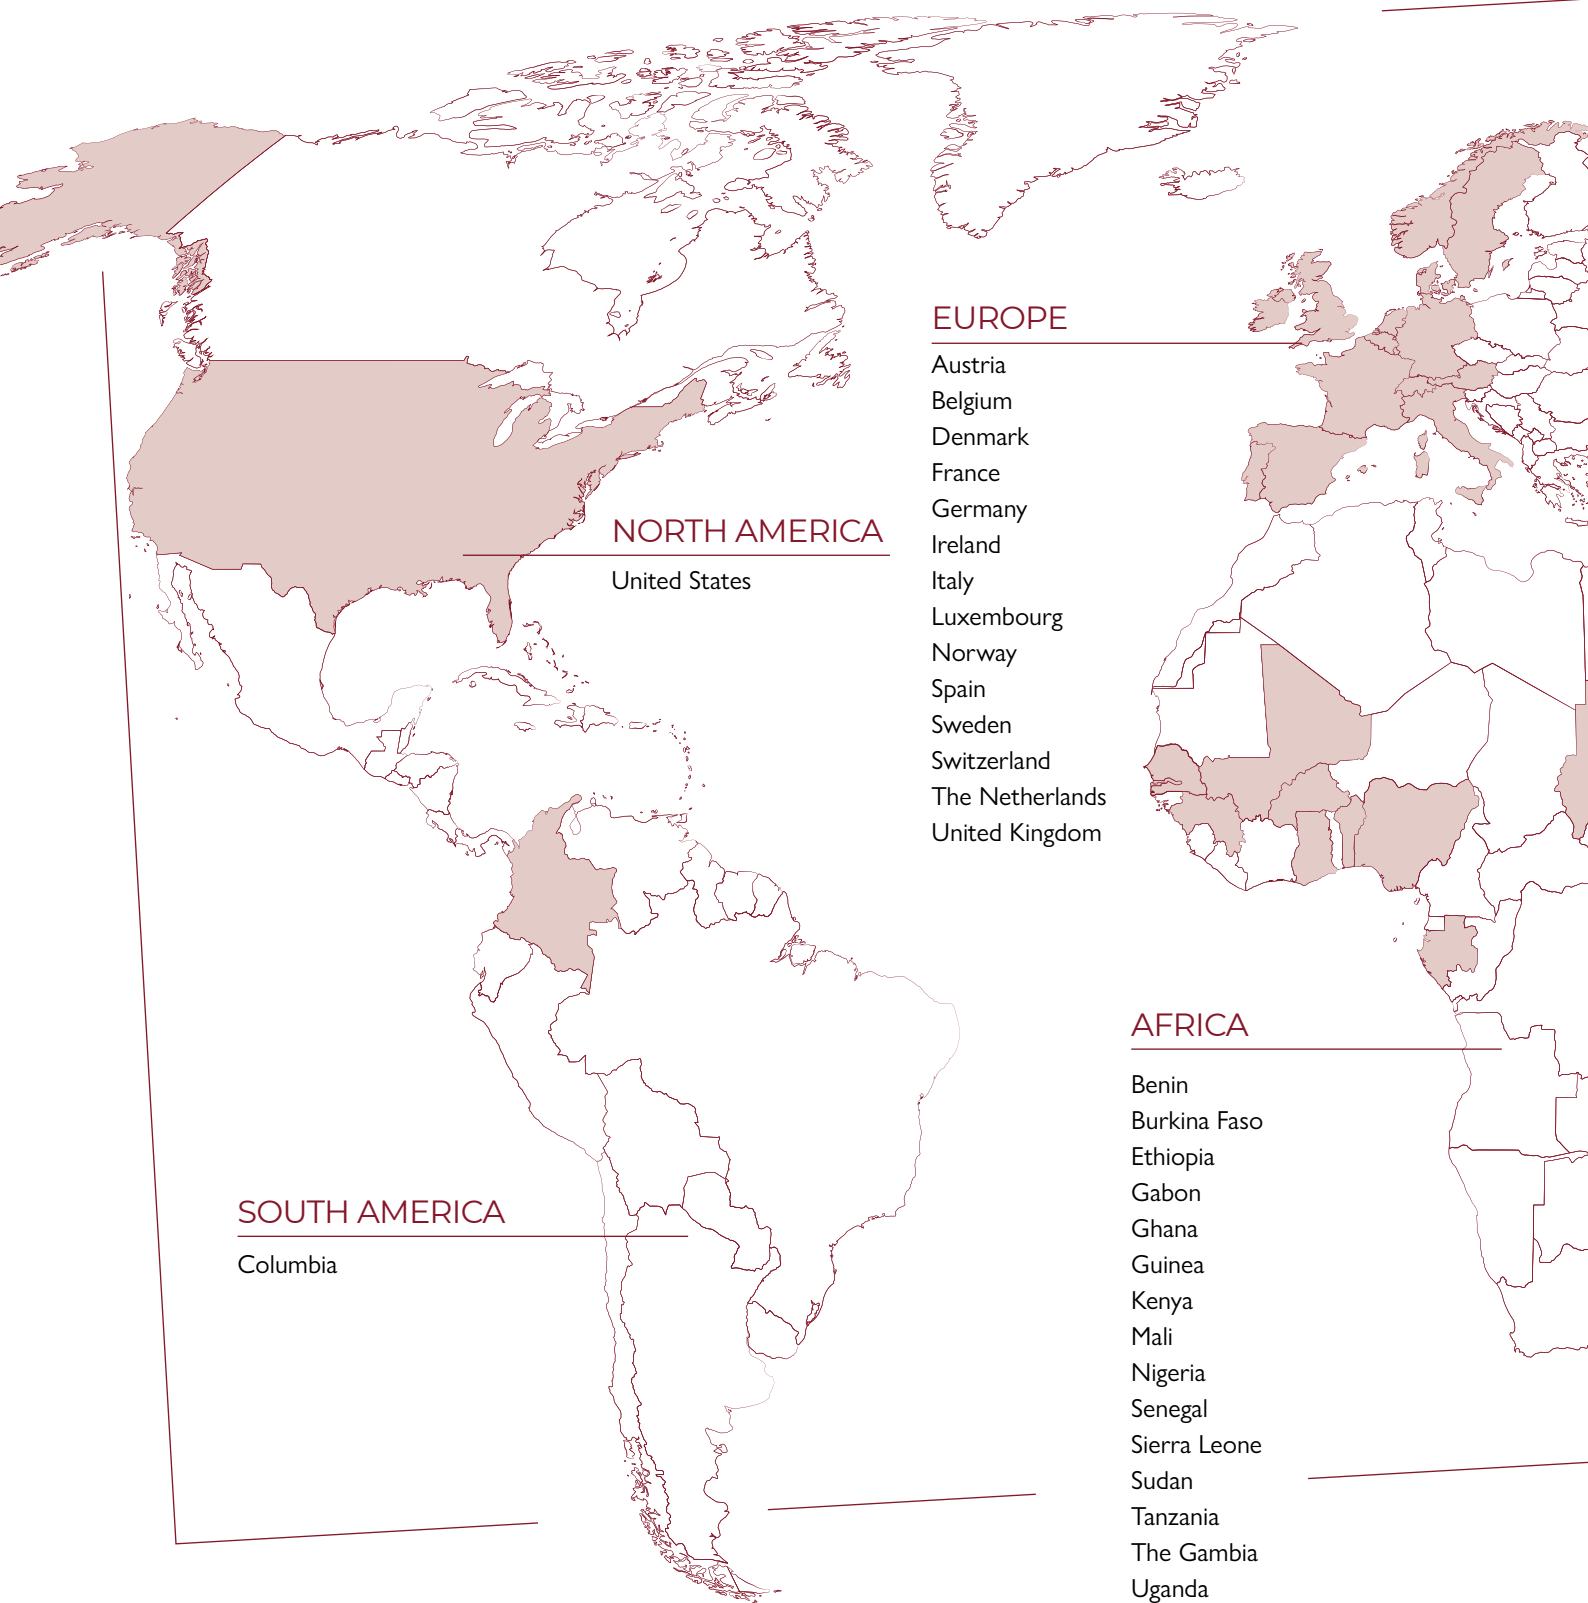 EUROPE
Austria
Belgium
Denmark
France
Germany
Ireland
Italy
Luxembourg
Norway
Spain
Sweden
Switzerland
The Netherlands
United Kingdom
NORTH AMERICA
United States
AFRICA
Benin
Burkina Faso
Ethiopia
Gabon
Ghana
Guinea
Kenya
Mali
Nigeria
Senegal
Sierra Leone
Sudan
Tanzania
The Gambia
Uganda
SOUTH AMERICA
Columbia